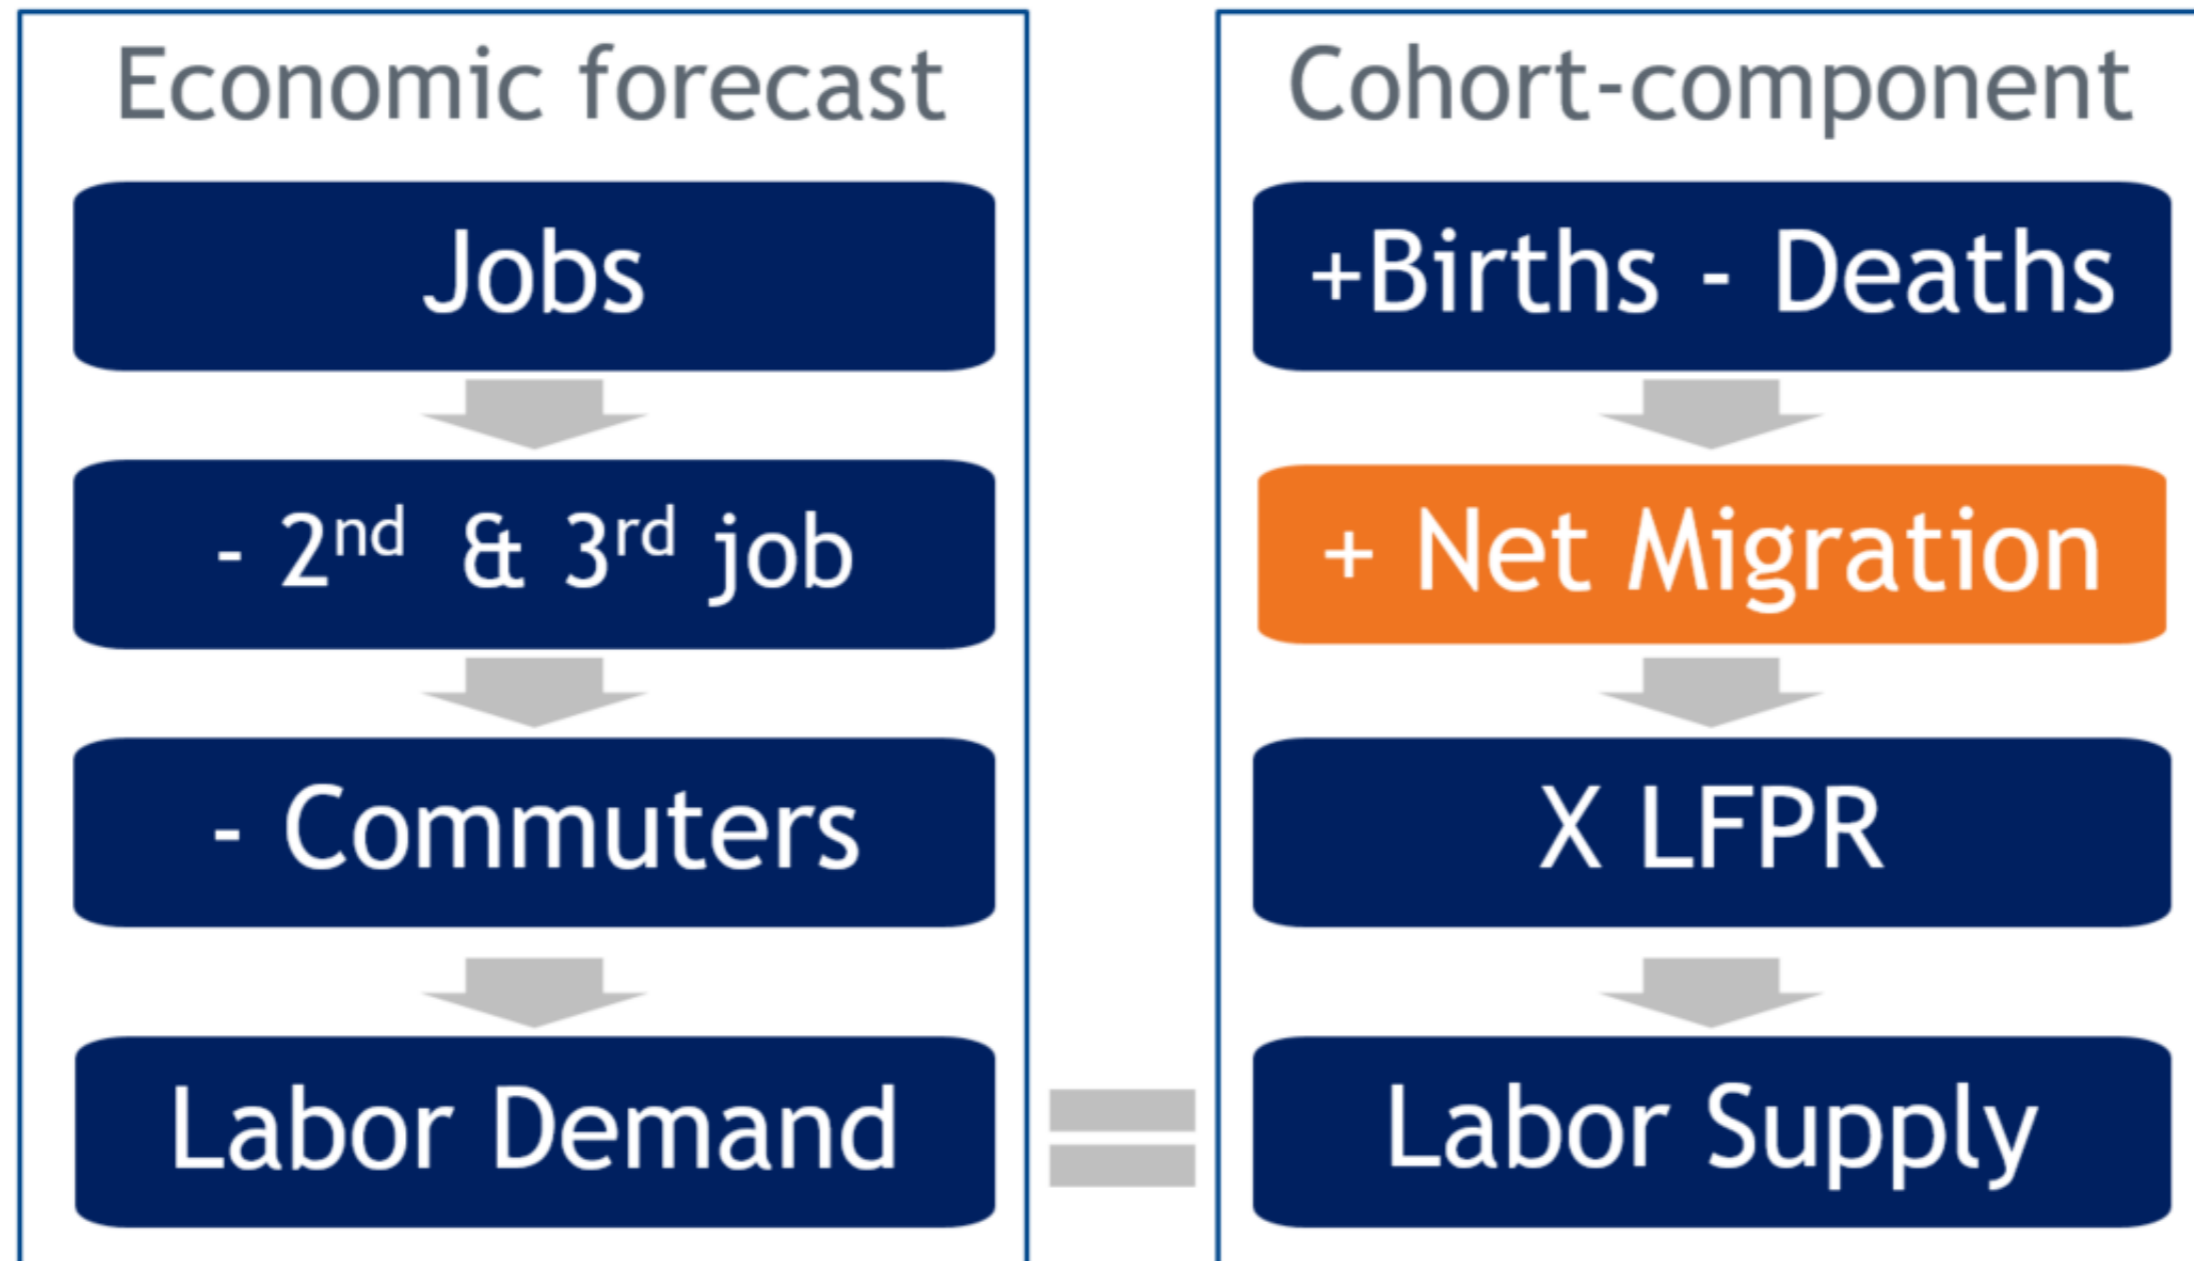 Economic forecast
Jobs
- 2nd & 3rd job
- Commuters
Labor Demand
Cohort-component
+Births - Deaths
+ Net Migration
X LFPR
Labor Supply